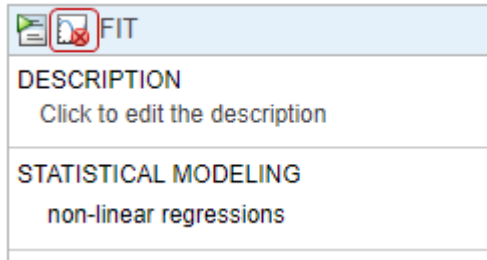 FIT
DESCRIPTION
Click to edit the description
STATISTICAL MODELING
non-linear regressions